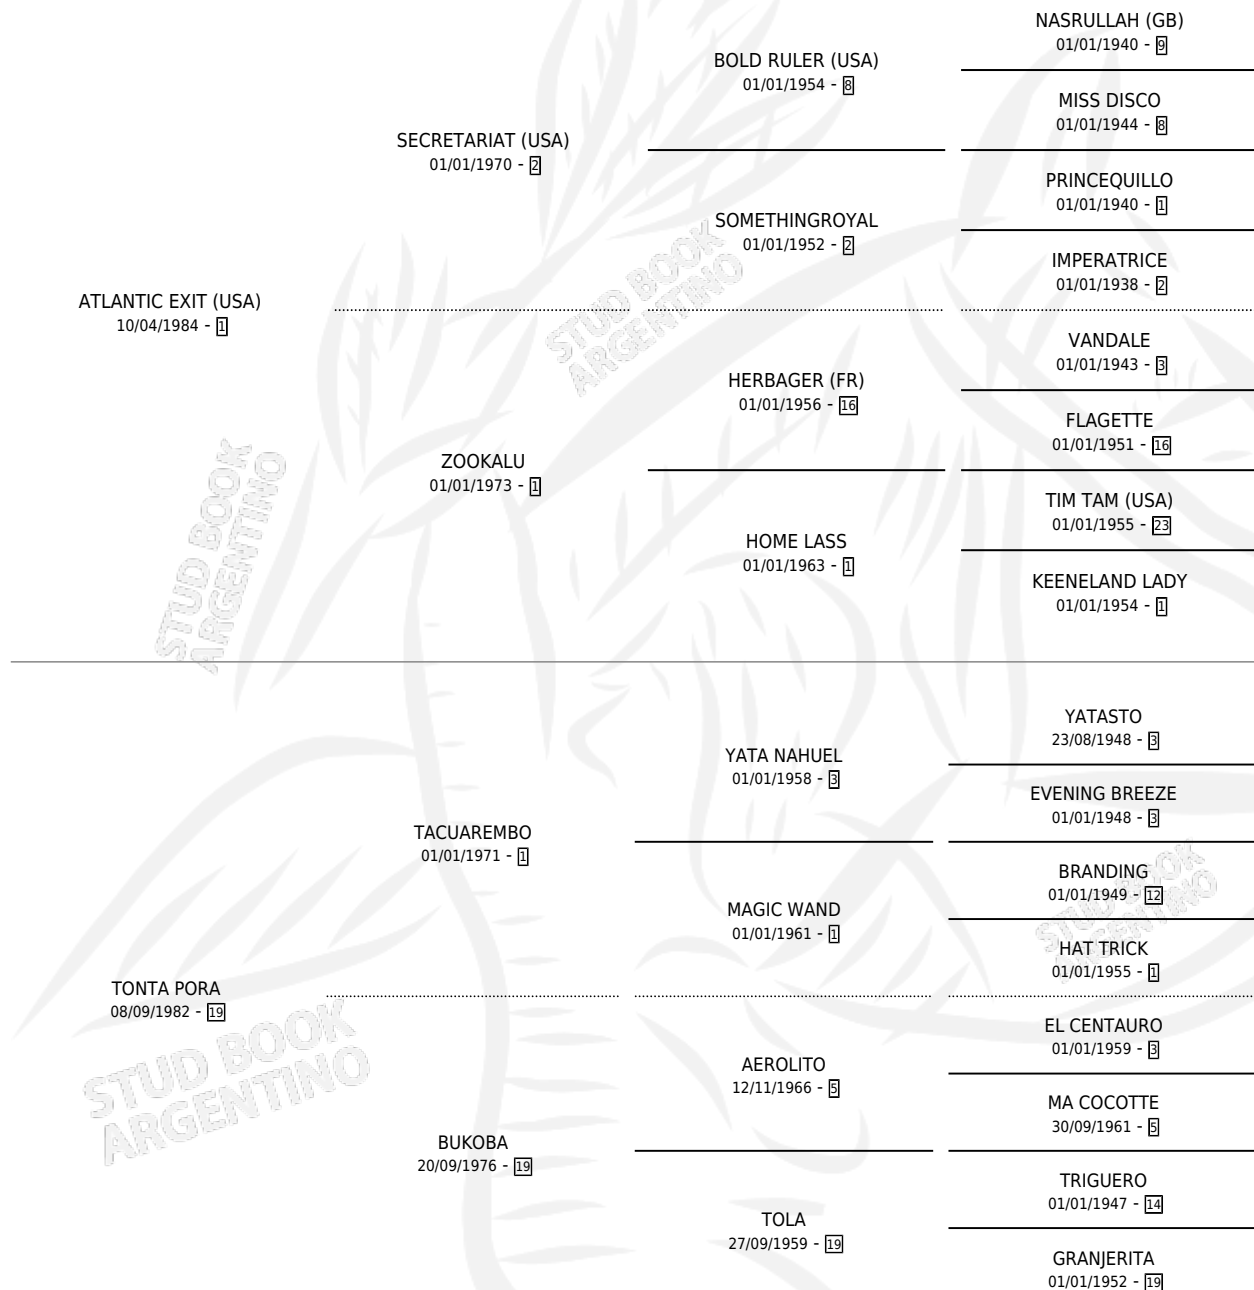 NASRULLAH (GB)
01/01/1940 - 9
BOLD RULER (USA)
01/01/1954 - 8
MISS DISCO
01/01/1944 - 8
SECRETARIAT (USA)
01/01/1970 - 2
PRINCEQUILLO
01/01/1940 - 1
SOMETHINGROYAL
01/01/1952 - 2
IMPERATRICE
01/01/1938 - 2
ATLANTIC EXIT (USA)
10/04/1984 - 1
VANDALE
01/01/1943 - 3
HERBAGER (FR)
01/01/1956 - 16
FLAGETTE
01/01/1951 - 16
ZOOKALU
01/01/1973 - 1
TIM TAM (USA)
01/01/1955 - 23
HOME LASS
01/01/1963 - 1
KEENELAND LADY
01/01/1954 - 1
YATASTO
23/08/1948 - 3
YATA NAHUEL
01/01/1958 - 3
EVENING BREEZE
01/01/1948 - 3
TACUAREMBO
01/01/1971 - 1
BRANDING
01/01/1949 - 12
MAGIC WAND
01/01/1961 - 1
HAT TRICK
01/01/1955 - 1
TONTA PORA
08/09/1982 - 19
EL CENTAURO
01/01/1959 - 3
AEROLITO
12/11/1966 - 5
MA COCOTTE
30/09/1961 - 5
BUKOBA
20/09/1976 - 19
TRIGUERO
01/01/1947 - 14
TOLA
27/09/1959 - 19
GRANJERITA
01/01/1952 - 19
STUD BOOK
ARGENTINO
STUD BOOK
ARGENTINO
STUD BOOK
ARGENTINO
STUD BOOK
ARGENTINO